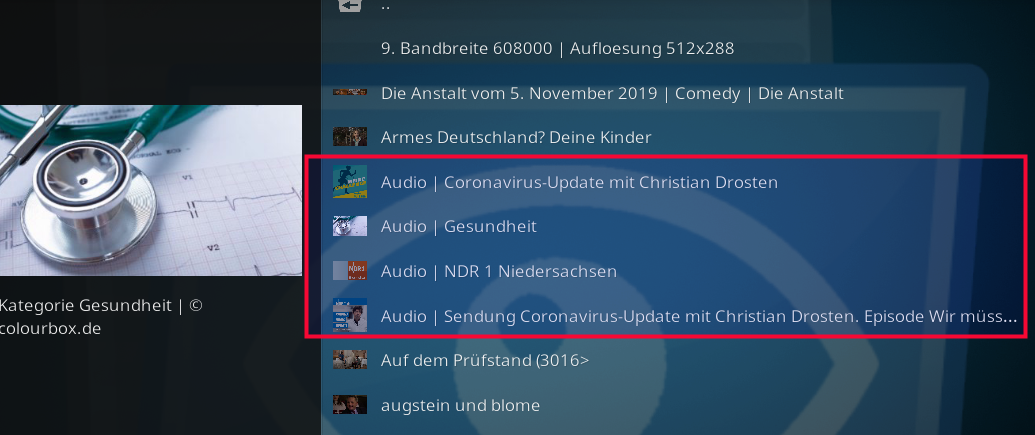 ..
9. Bandbreite 608000 | Aufloesung 512x288
Die Anstalt vom 5. November 2019 | Comedy | Die Anstalt
Armes Deutschland? Deine Kinder
Audio | Coronavirus-Update mit Christian Drosten
Audio | Gesundheit
Audio | NDR 1 Niedersachsen
Audio | Sendung Coronavirus-Update mit Christian Drosten. Episode Wir müss...
Auf dem Prüfstand (3016>
augstein und blome
V2
Kategorie Gesundheit | ©
colourbox.de